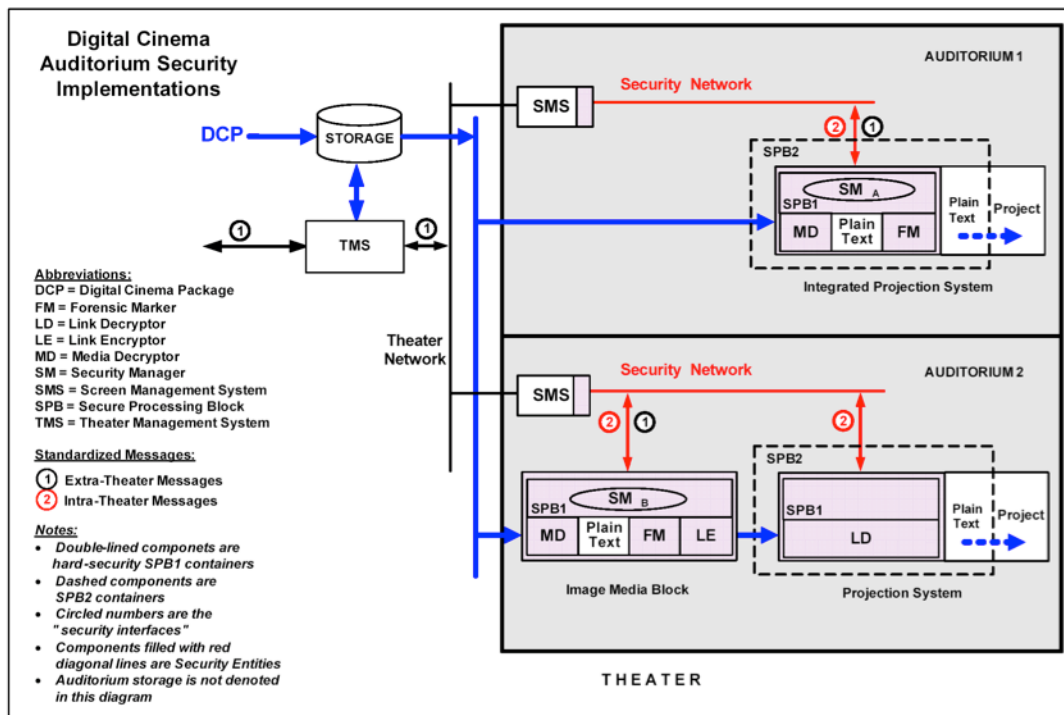 Digital Cinema
Auditorium Security
Implementations
DCP
STORAGE
1
TMS
1
Theater
Network
Abbreviations:
DCP = Digital Cinema Package
FM = Forensic Marker
LD = Link Decryptor
LE = Link Encryptor
MD = Media Decryptor
SM = Security Manager
SMS = Screen Management System
SPB = Secure Processing Block
TMS = Theater Management System
Standardized Messages:
1 Extra-Theater Messages
2 Intra-Theater Messages
Notes:
• Double-lined componets are
hard-security SPB1 containers
• Dashed components are
SPB2 containers
• Circled numbers are the
"security interfaces"
• Components filled with red
diagonal lines are Security Entities
• Auditorium storage is not denoted
in this diagram
AUDITORIUM 1
SMS
Security Network
2 1
SPB2
SM A
SPB1
MD
Plain
Text
FM
Plain
Text
Project
Integrated Projection System
AUDITORIUM 2
SMS
Security Network
2 1
2
SPB1
SM B
MD
Plain
Text
FM
LE
Image Media Block
SPB2
SPB1
LD
Plain
Text
Project
Projection System
THEATER